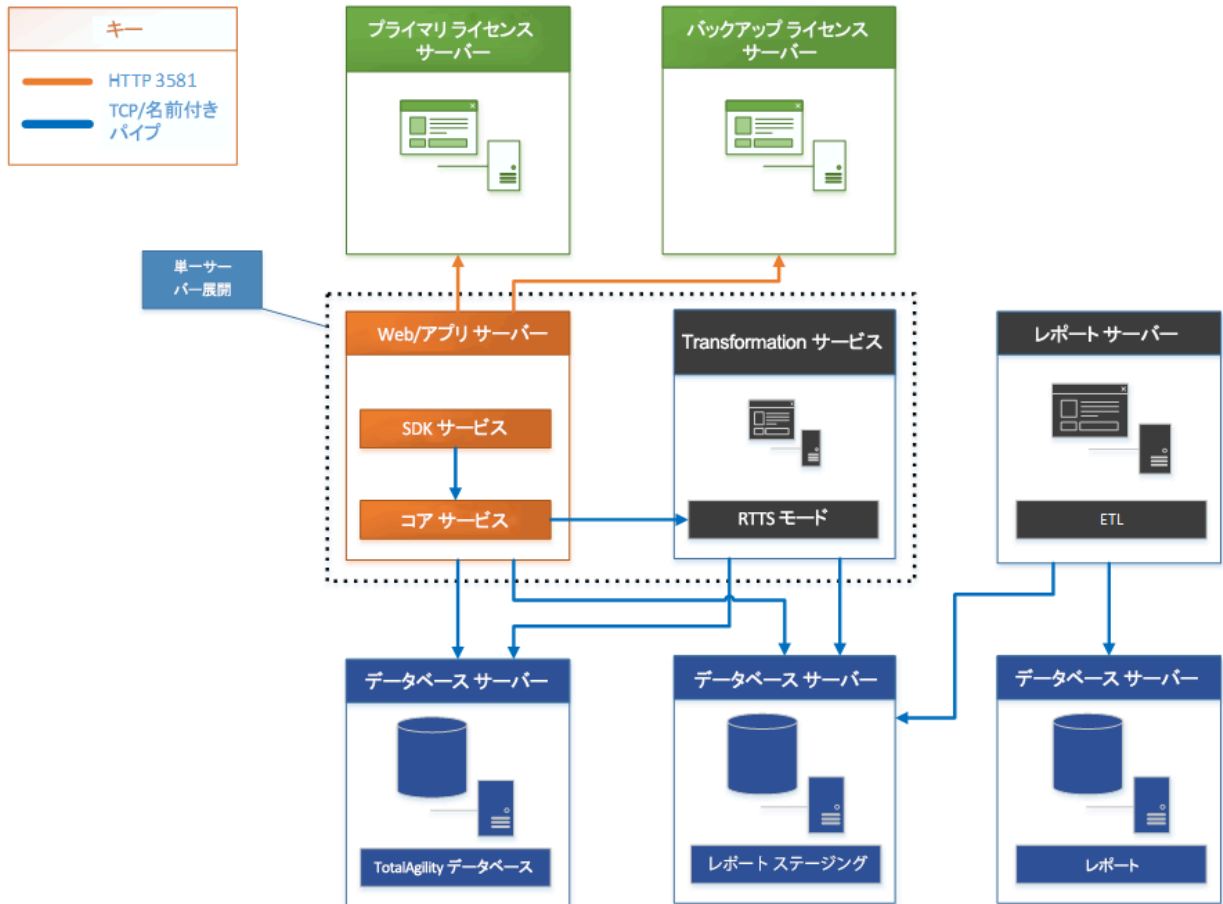 キー
HTTP 3581
TCP/名前付き
パイプ
プライマリ ライセンス
サーバー
バックアップ ライセンス
サーバー
単一サー
バー展開
Web/アプリ サーバー
SDK サービス
コア サービス
Transformation サービス
RTTS モード
レポート サーバー
ETL
データベース サーバー
TotalAgility データベース
データベース サーバー
レポート ステージング
データベース サーバー
レポート